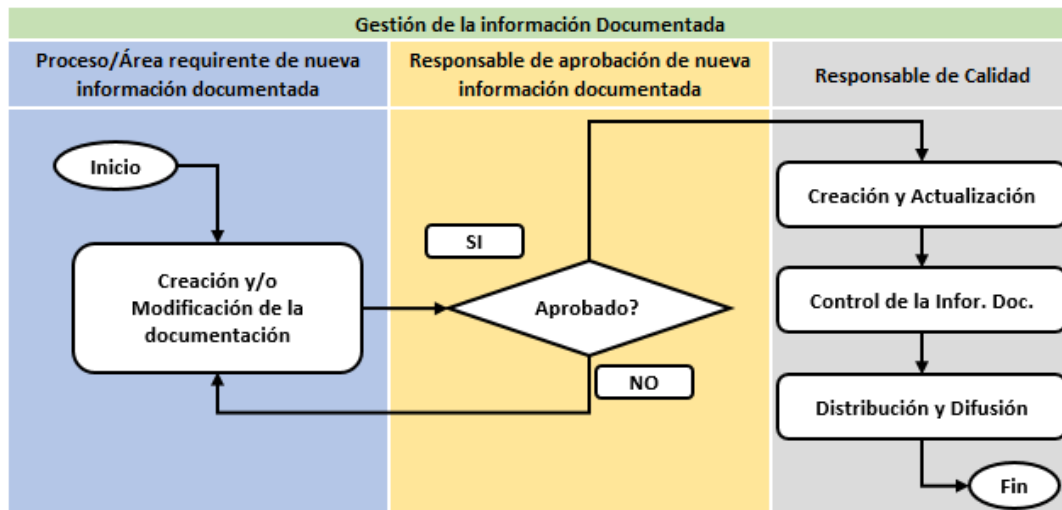 Gestión de la información Documentada
Proceso/Área requirente de nueva
información documentada
Responsable de aprobación de nueva
información documentada
Responsable de Calidad
Inicio
Creación y/o
Modificación de la
documentación
SI
Aprobado?
NO
Creación y Actualización
Control de la Infor. Doc.
Distribución y Difusión
Fin